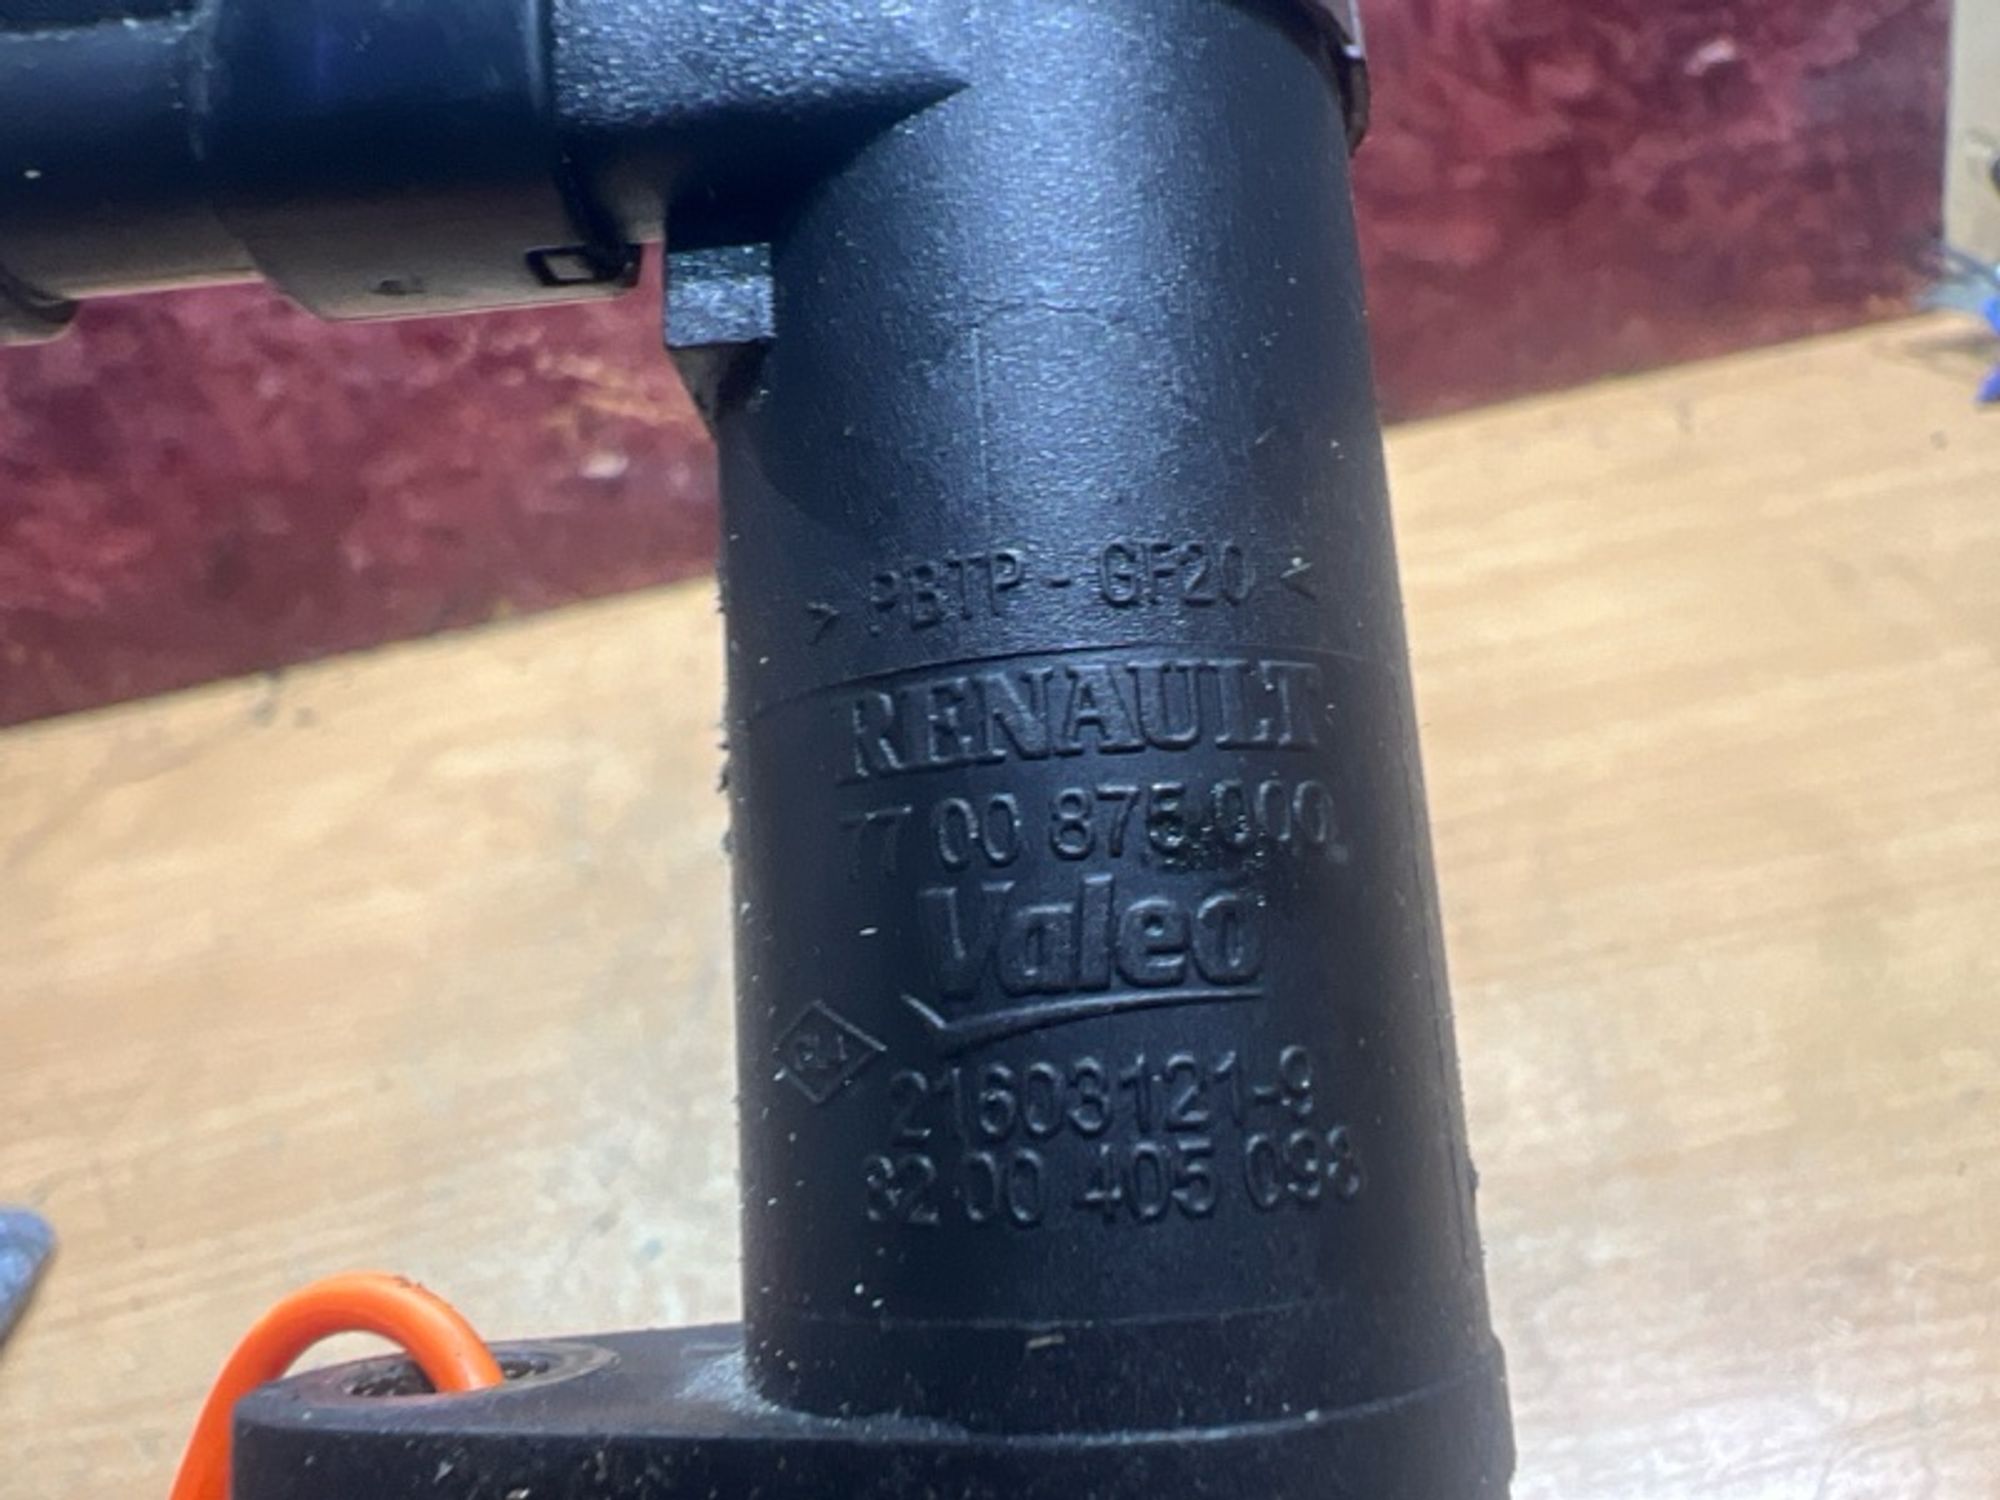 > PBTP - GF20 <
RENAULT
77 00 875 000
Valeo
21603121-9
82 00 405 098